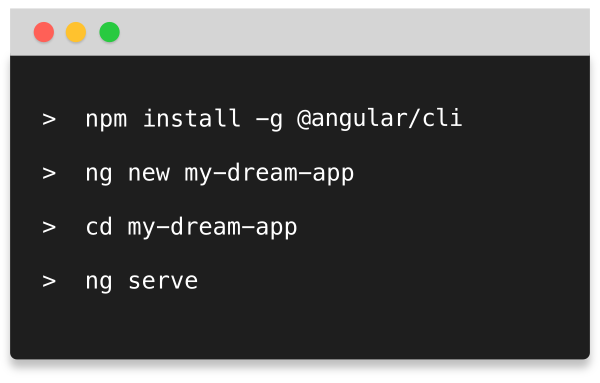 > npm install -g @angular/cli
> ng new my-dream-app
> cd my-dream-app
> ng serve